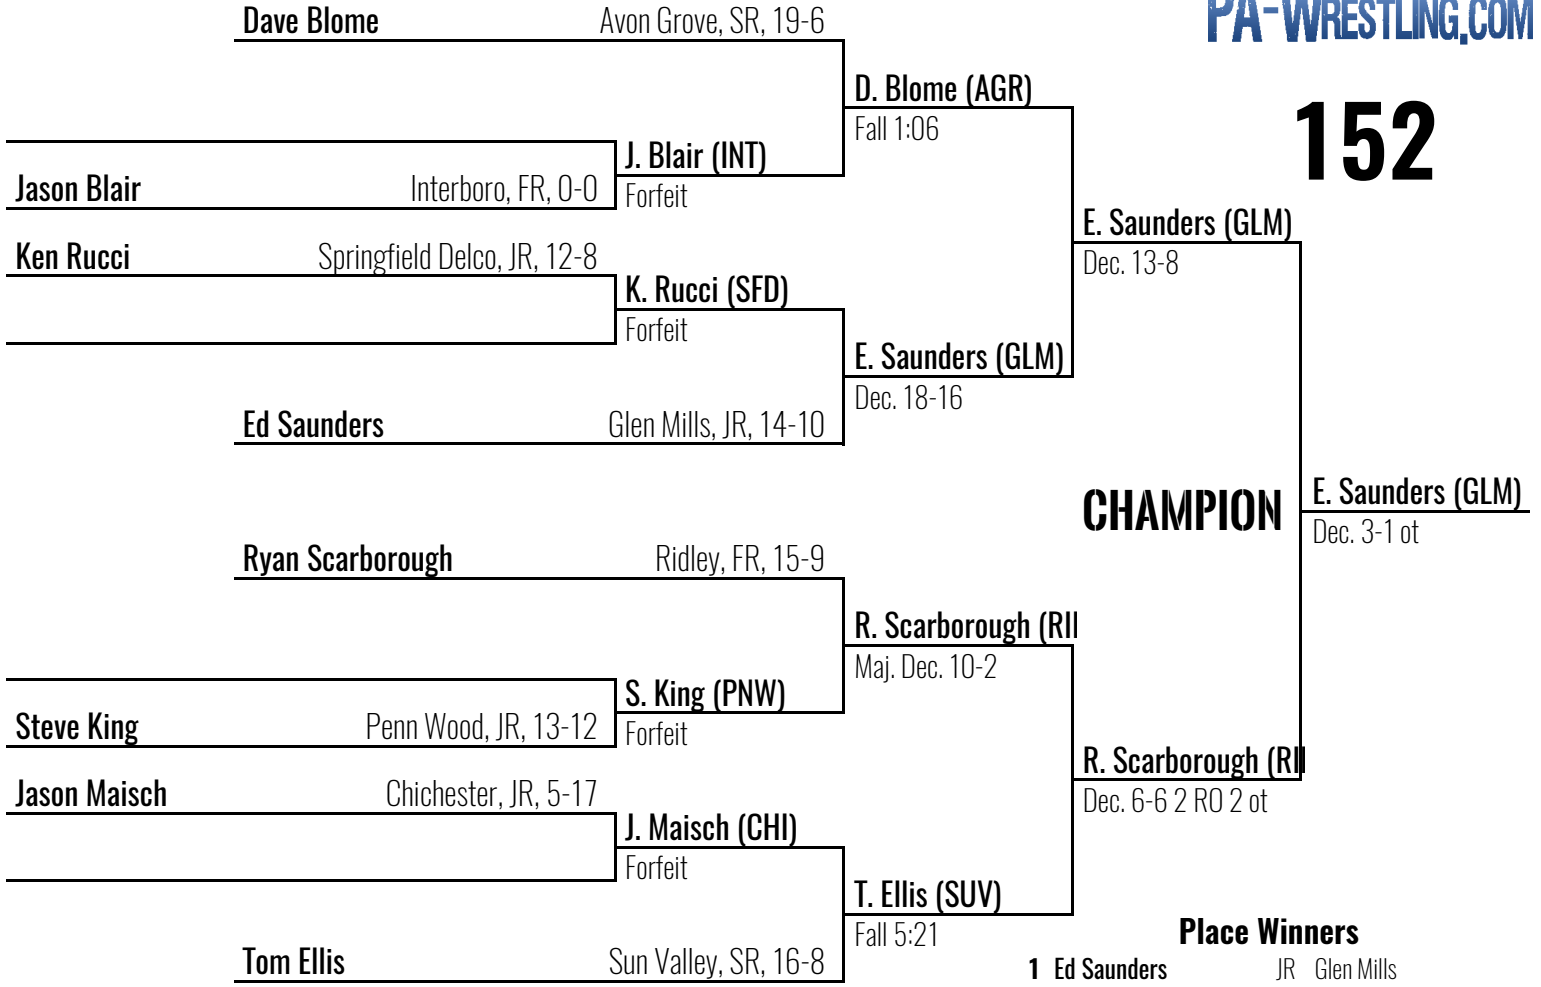 PA-WRESTLING.COM
152
Dave Blome Avon Grove, SR, 19-6
D. Blome (AGR)
Fall 1:06
J. Blair (INT)
Forfeit
Jason Blair Interboro, FR, 0-0
Ken Rucci Springfield Delco, JR, 12-8
K. Rucci (SFD)
Forfeit
E. Saunders (GLM)
Dec. 13-8
E. Saunders (GLM)
Dec. 18-16
Ed Saunders Glen Mills, JR, 14-10
CHAMPION
E. Saunders (GLM)
Dec. 3-1 ot
Ryan Scarborough Ridley, FR, 15-9
R. Scarborough (RI
Maj. Dec. 10-2
S. King (PNW)
Forfeit
Steve King Penn Wood, JR, 13-12
Jason Maisch Chichester, JR, 5-17
J. Maisch (CHI)
Forfeit
R. Scarborough (RI
Dec. 6-6 2 RO 2 ot
T. Ellis (SUV)
Fall 5:21
Tom Ellis Sun Valley, SR, 16-8
Place Winners
1 Ed Saunders JR Glen Mills